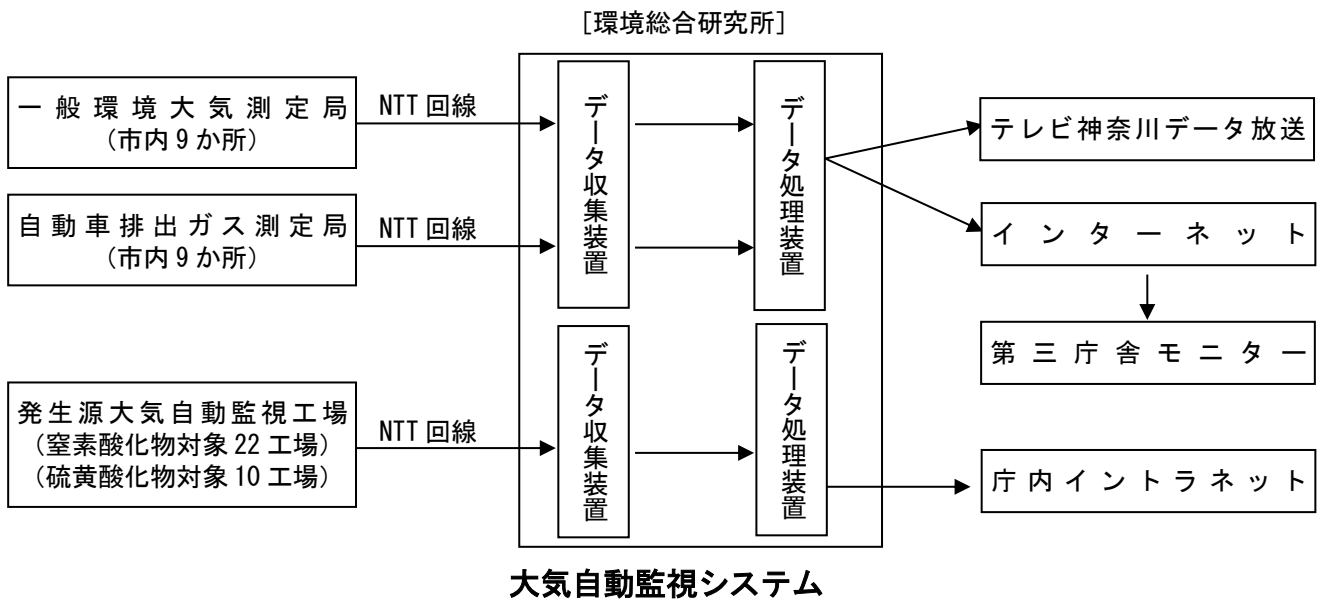 [環境総合研究所]
一般環境大気測定局
(市内9か所)
NTT回線
自動車排出ガス測定局
(市内9か所)
NTT回線
発生源大気自動監視工場
(窒素酸化物対象22工場)
(硫黄酸化物対象10工場)
NTT回線
データ収集装置
データ処理装置
データ収集装置
データ処理装置
テレビ神奈川データ放送
インターネット
第三庁舎モニター
庁内イントラネット
大気自動監視システム